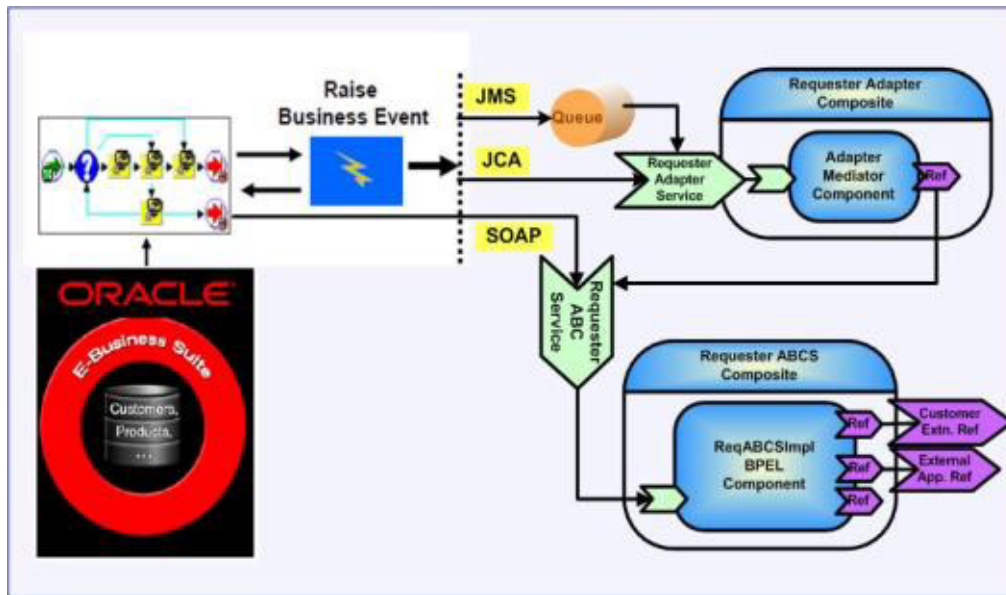 Raise
Business Event
JMS
Queue
JCA
SOAP
Requester
Adapter
Service
Requester Adapter
Composite
Adapter
Mediator
Component
Ref
ORACLE
E-Business Suite
Customers,
Products,
...
Requester
ABC
Service
Requester ABCS
Composite
ReqABCSImpl
BPEL
Component
Ref
Ref
Ref
Customer
Extn. Ref
External
App. Ref